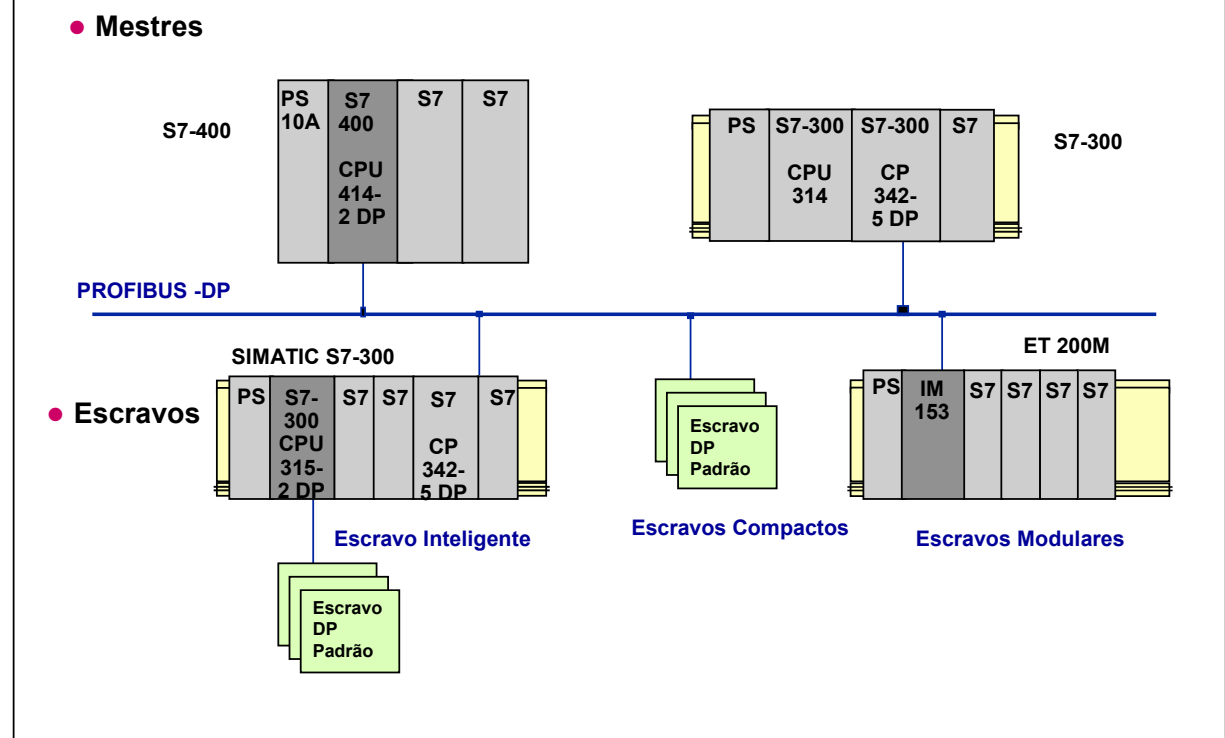 Mestres
S7-400
PS
10A
S7
400
CPU
414-
2 DP
S7
S7
PS
S7-300
CPU
314
S7-300
CP
342-
5 DP
S7
S7-300
PROFIBUS -DP
SIMATIC S7-300
ET 200M
Escravos
PS
S7-
300
CPU
315-
2 DP
S7
S7
S7
CP
342-
5 DP
S7
Escravo
DP
Padrão
PS
IM
153
S7
S7
S7
S7
Escravo Inteligente
Escravos Compactos
Escravos Modulares
Escravo
DP
Padrão